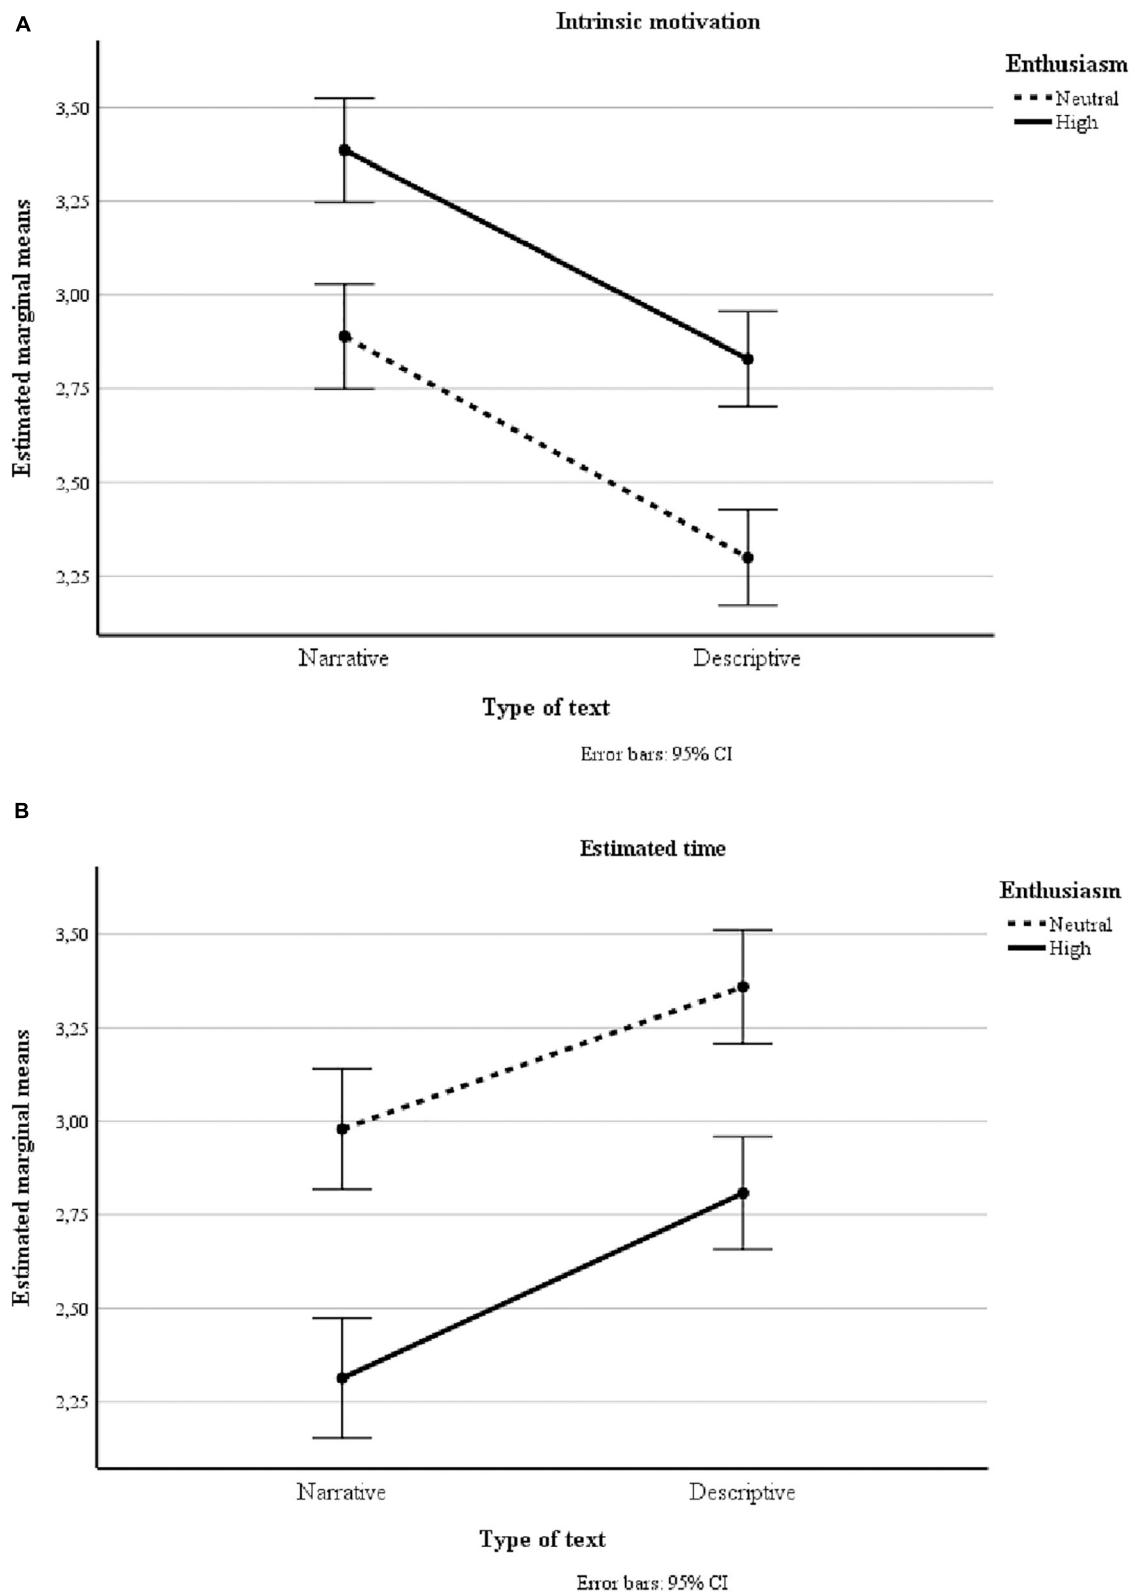 A
Intrinsic motivation
Enthusiasm
Neutral
High
3,50
3,25
3,00
2,75
2,50
2,25
Estimated marginal means
Narrative
Descriptive
Type of text
Error bars: 95% CI
B
Estimated time
Enthusiasm
Neutral
High
3,50
3,25
3,00
2,75
2,50
2,25
Estimated marginal means
Narrative
Descriptive
Type of text
Error bars: 95% CI